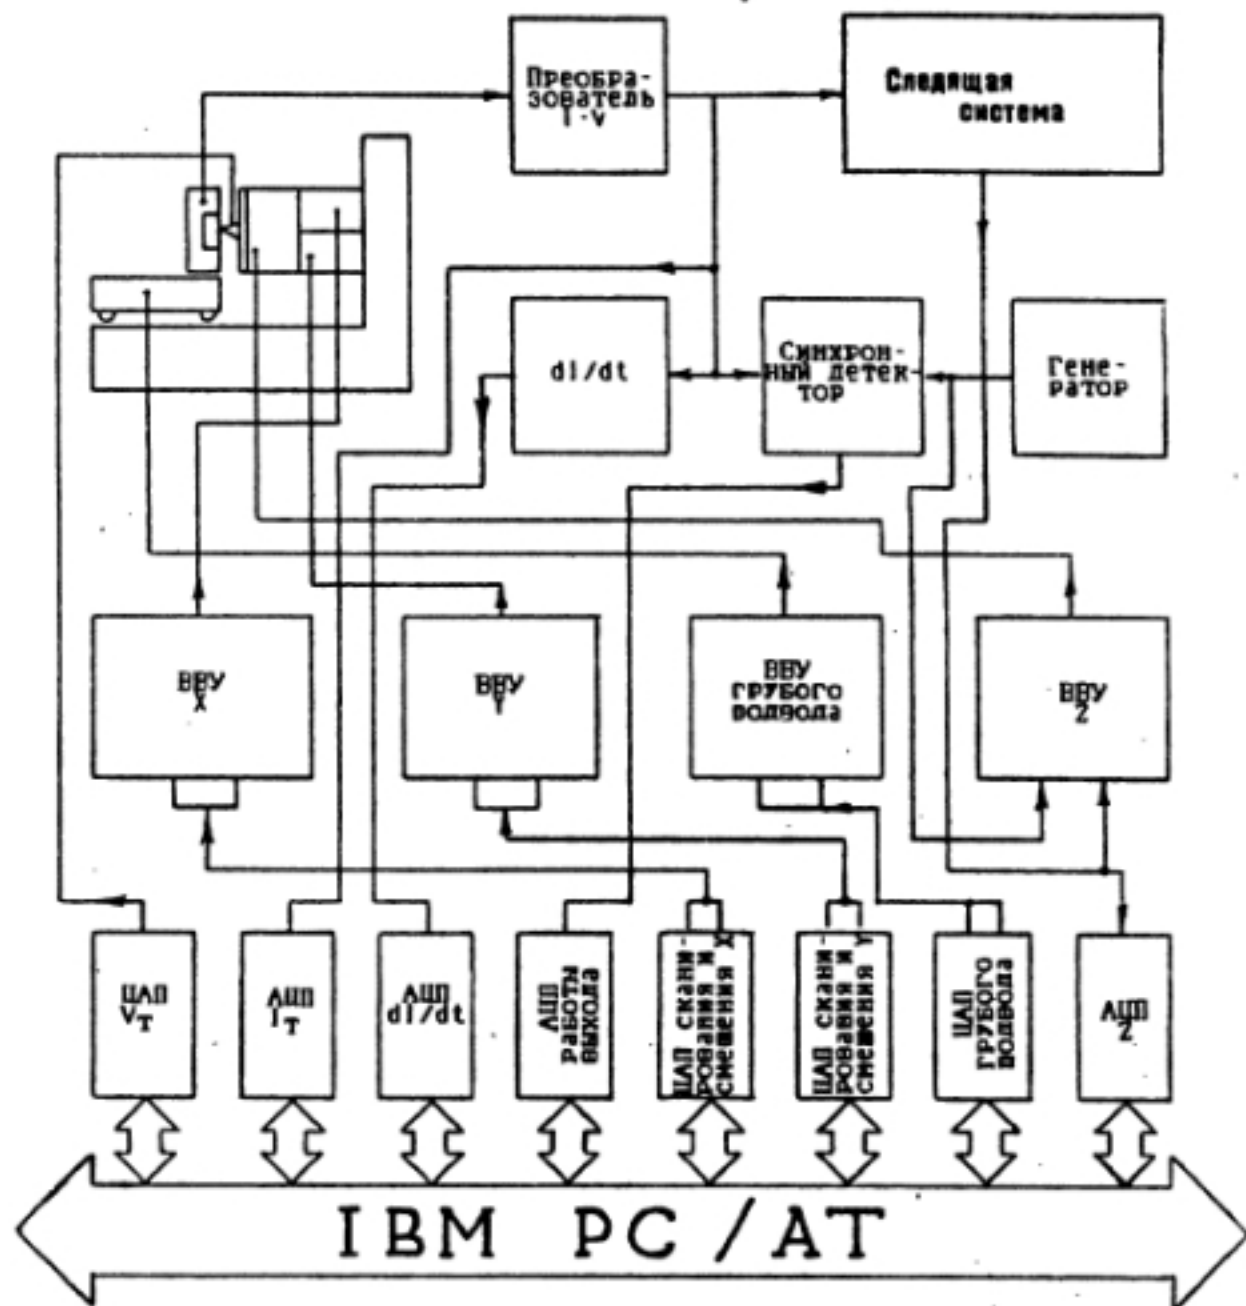 Преобра-
зователь
I-V
Следящая
система
dI/dt
Синхрон-
ный детек-
тор
Гене-
ратор
ВВУ
X
ВВУ
Y
ВВУ
грубого
подвода
ВВУ
Z
ЦАП
VT
АЦП
IT
АЦП
dI/dt
АЦП
работы
выхода
ЦАП скани-
рования и
смещения X
ЦАП скани-
рования и
смещения Y
ЦАП
грубого
подвода
АЦП
Z
IBM PC/AT